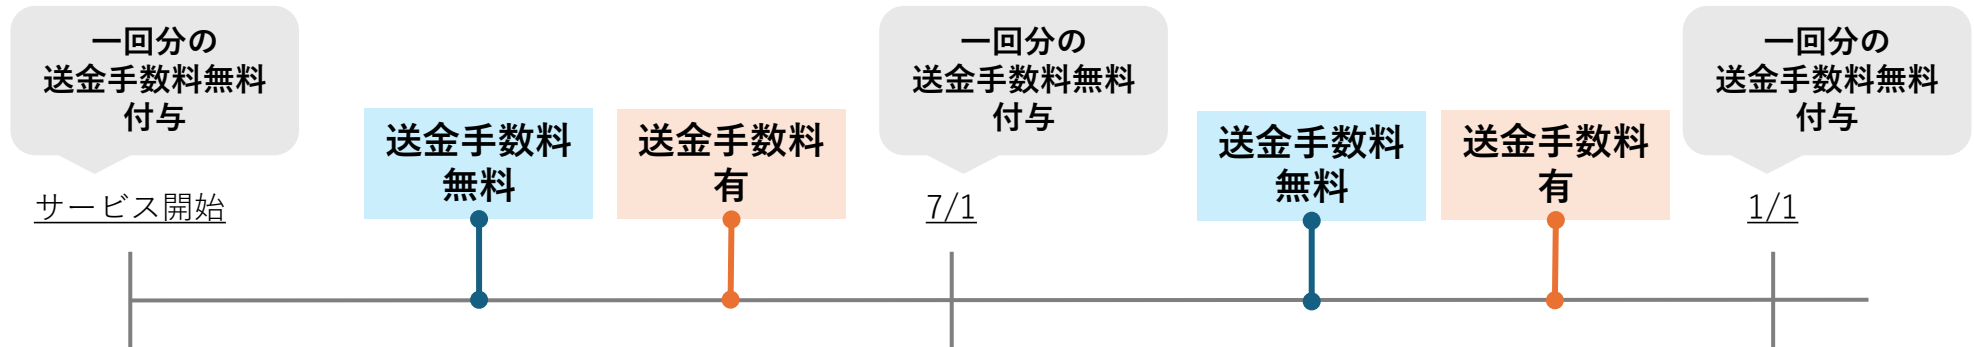 一回分の
送金手数料無料
付与
サービス開始
送金手数料
無料
送金手数料
有
一回分の
送金手数料無料
付与
7/1
送金手数料
無料
送金手数料
有
一回分の
送金手数料無料
付与
1/1